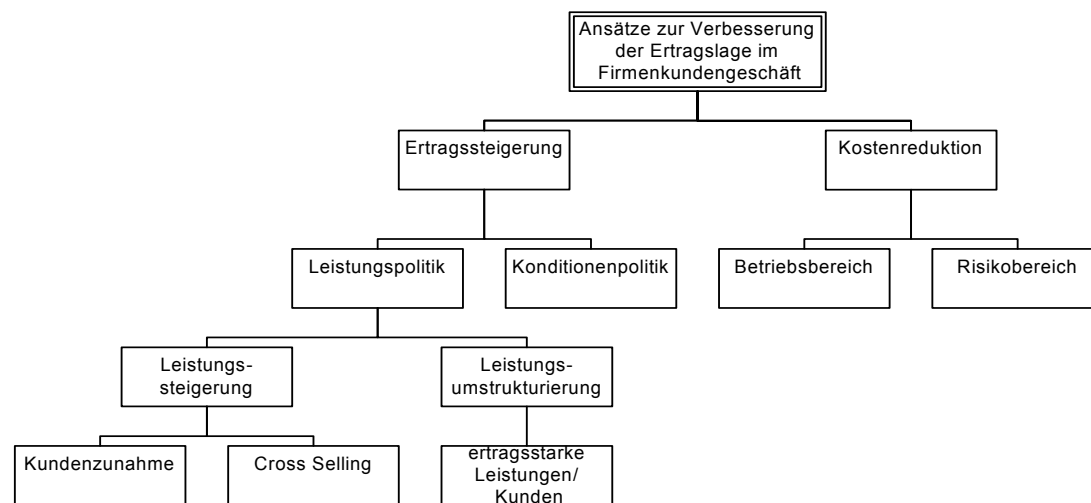 Ansätze zur Verbesserung
der Ertragslage im
Firmenkundengeschäft
Ertragssteigerung
Kostenreduktion
Leistungspolitik
Konditionenpolitik
Betriebsbereich
Risikobereich
Leistungs-
steigerung
Leistungs-
umstrukturierung
Kundenzunahme
Cross Selling
ertragsstarke
Leistungen/
Kunden